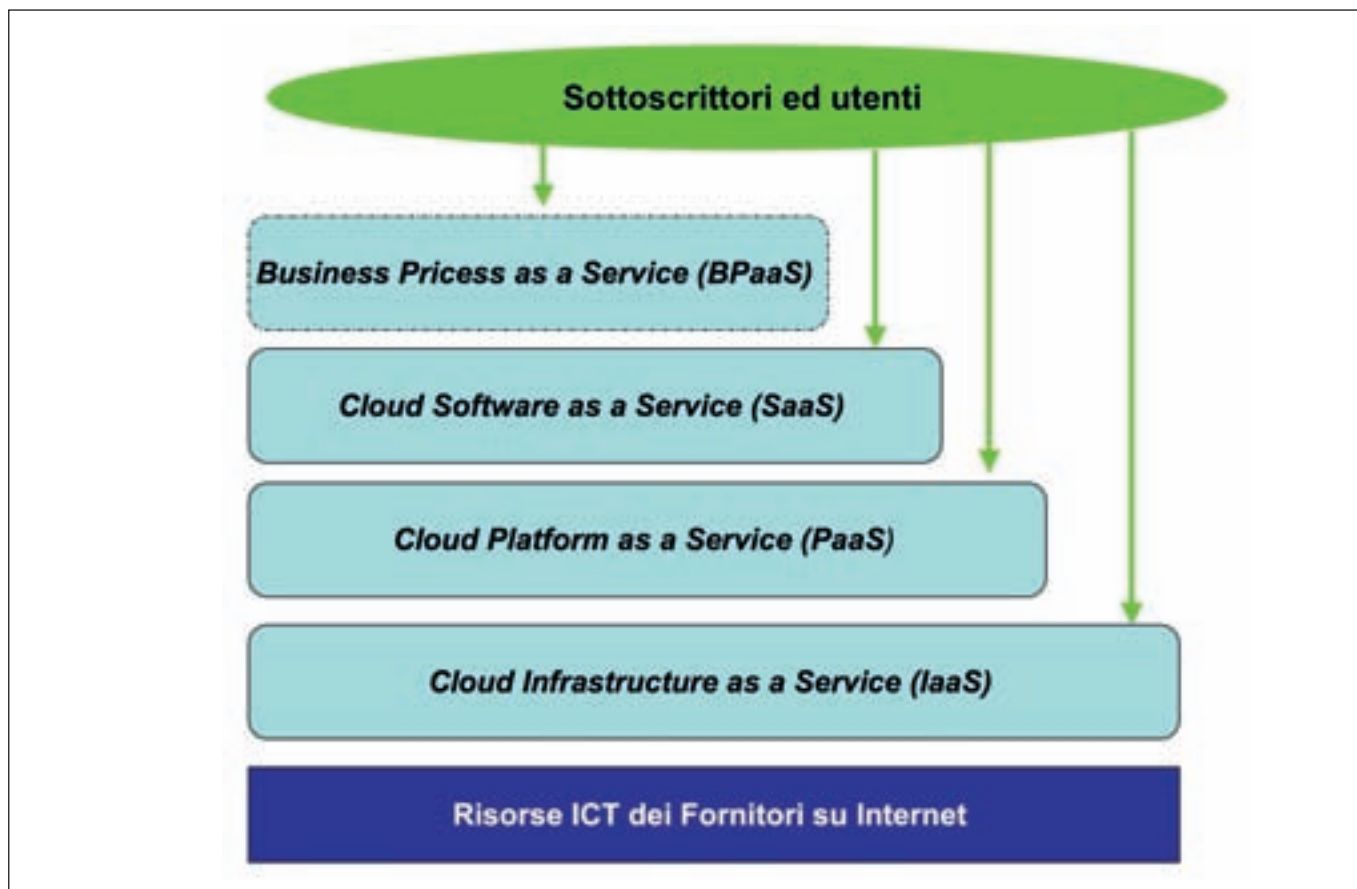 Sottoscrittori ed utenti
Business Pricess as a Service (BPaaS)
Cloud Software as a Service (SaaS)
Cloud Platform as a Service (PaaS)
Cloud Infrastructure as a Service (IaaS)
Risorse ICT dei Fornitori su Internet